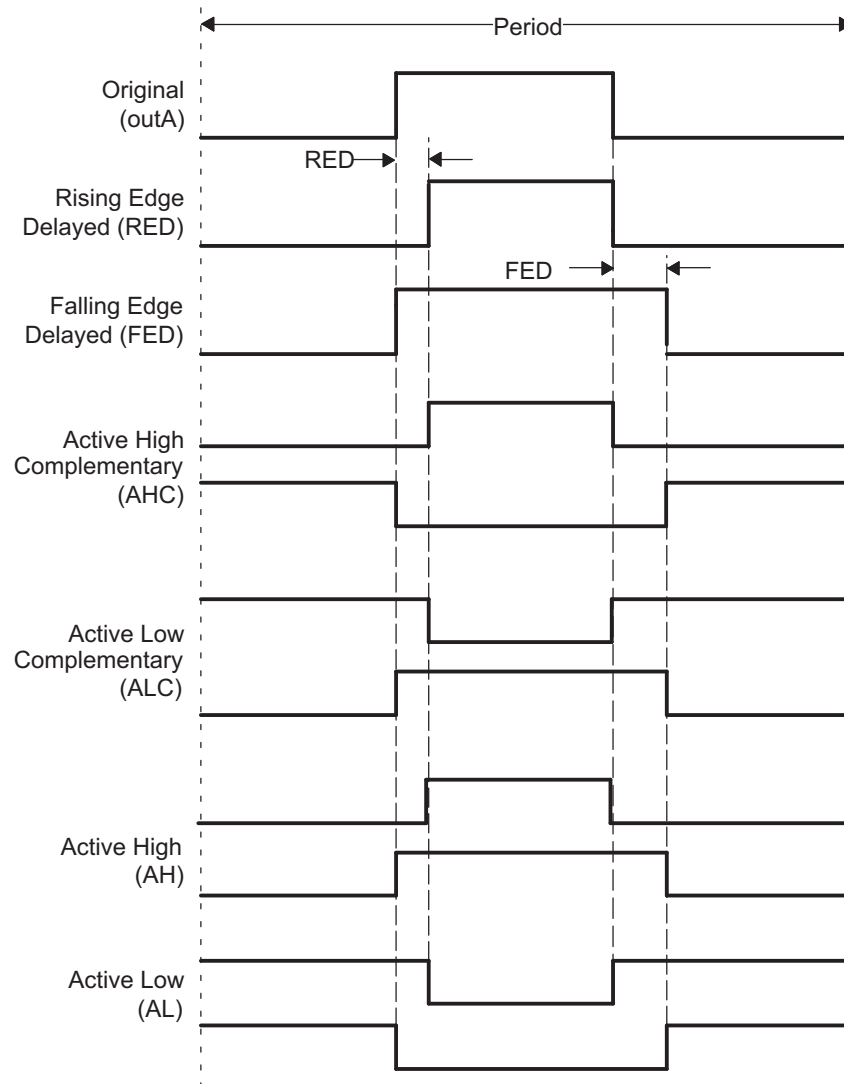 Period
Original
(outA)
RED
Rising Edge
Delayed (RED)
FED
Falling Edge
Delayed (FED)
Active High
Complementary
(AHC)
Active Low
Complementary
(ALC)
Active High
(AH)
Active Low
(AL)